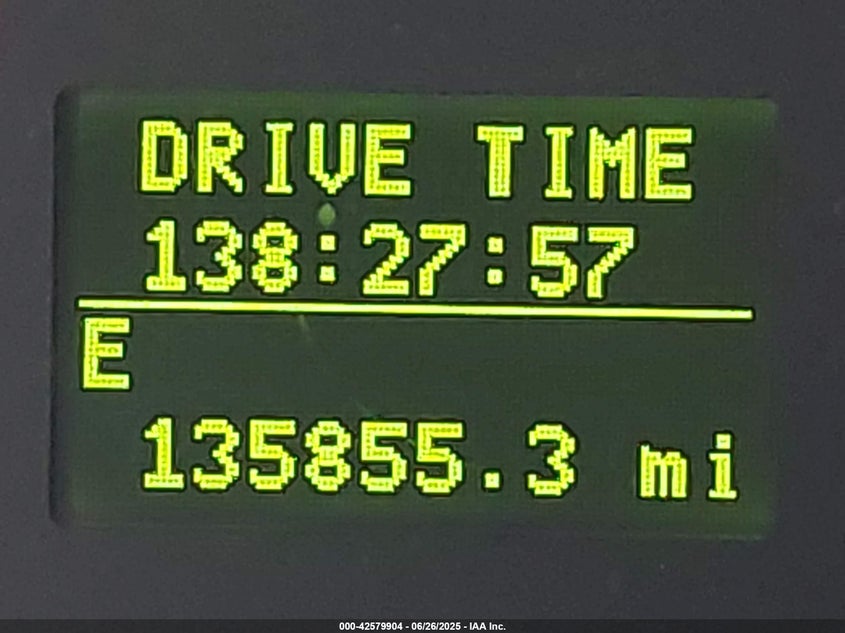 DRIVE TIME
138:27:57
E
135855.3 mi
000-42579904 - 06/26/2025 - IAA Inc.